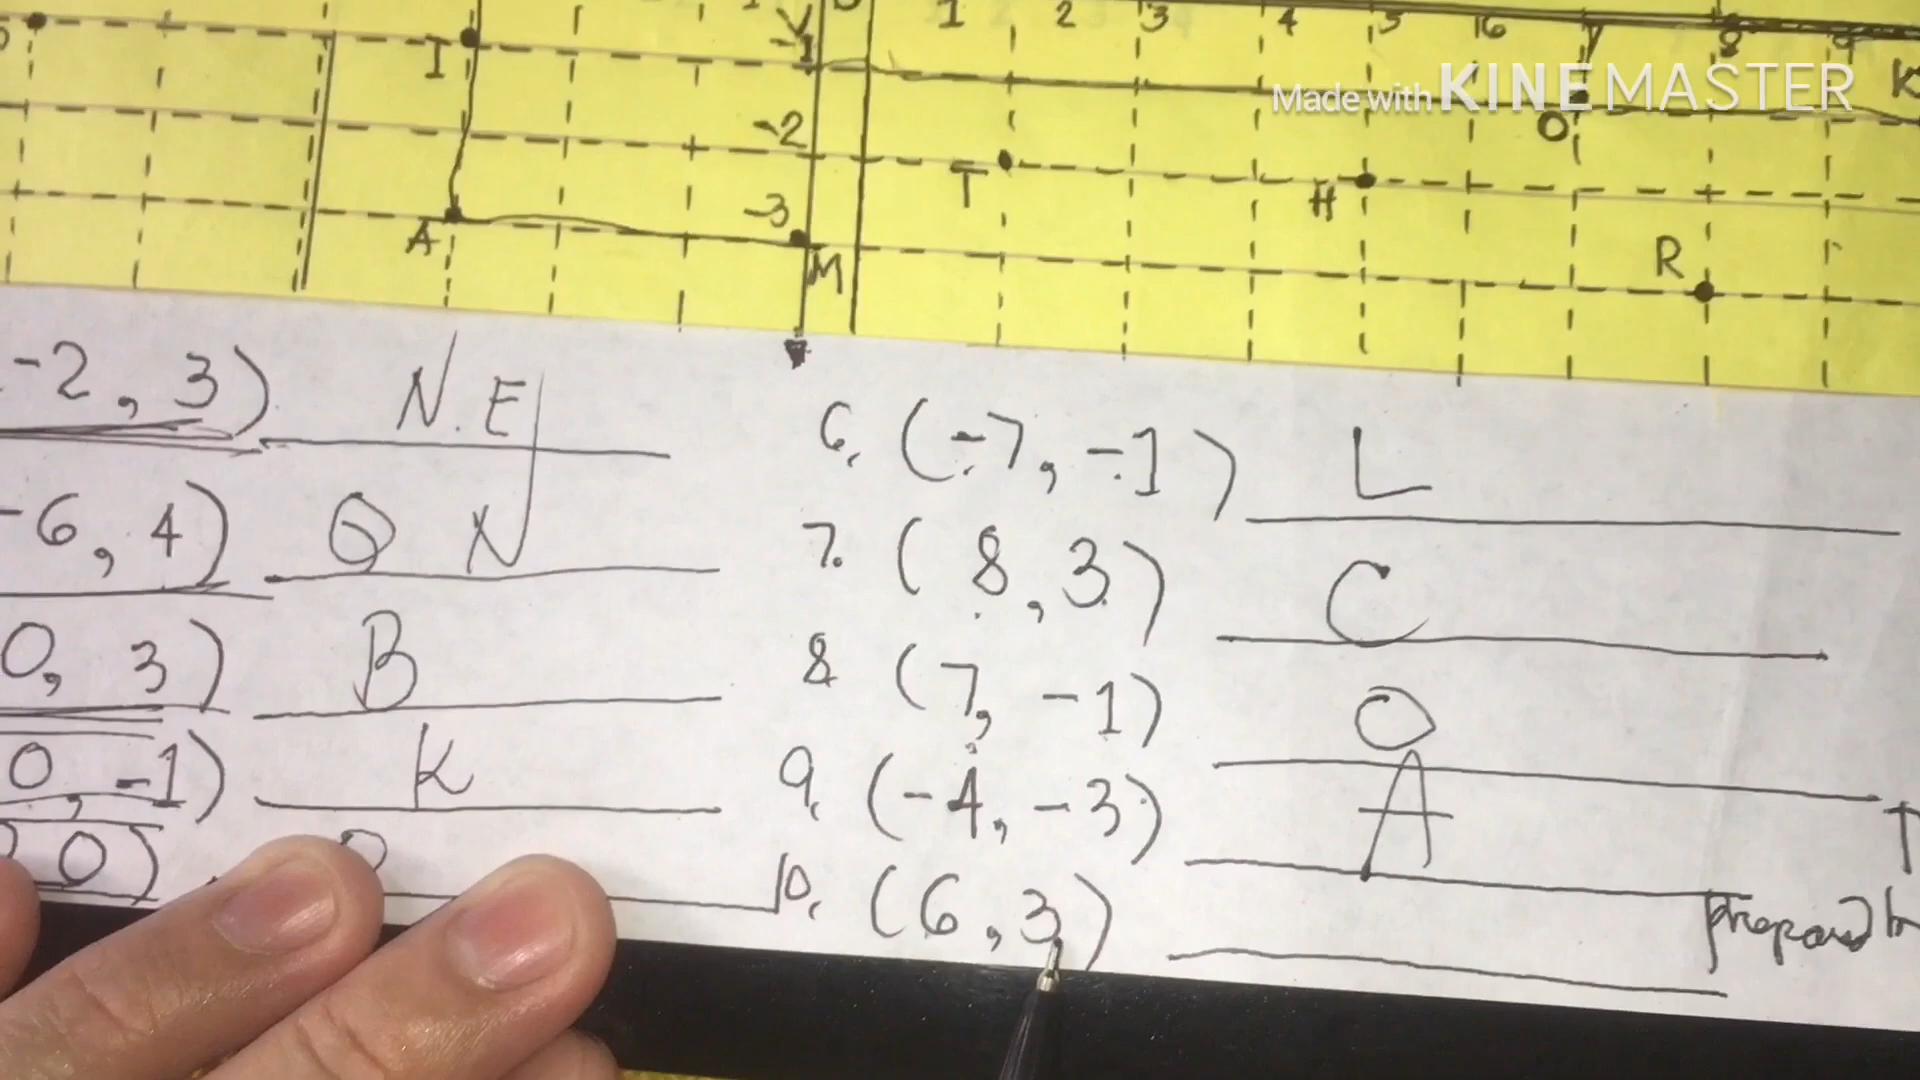 1 2 3 4 5 6 7 8 9
I -1
Made with KINEMASTER
K
-2 O
T H
-3
A M R
-2, 3) N.E
6. (-7, -1) L
-6, 4) Q N
7. (8, 3) C
0, 3) B
8. (7, -1) O
0, -1) K
9. (-4, -3) A
0)
10. (6, 3)
prepared